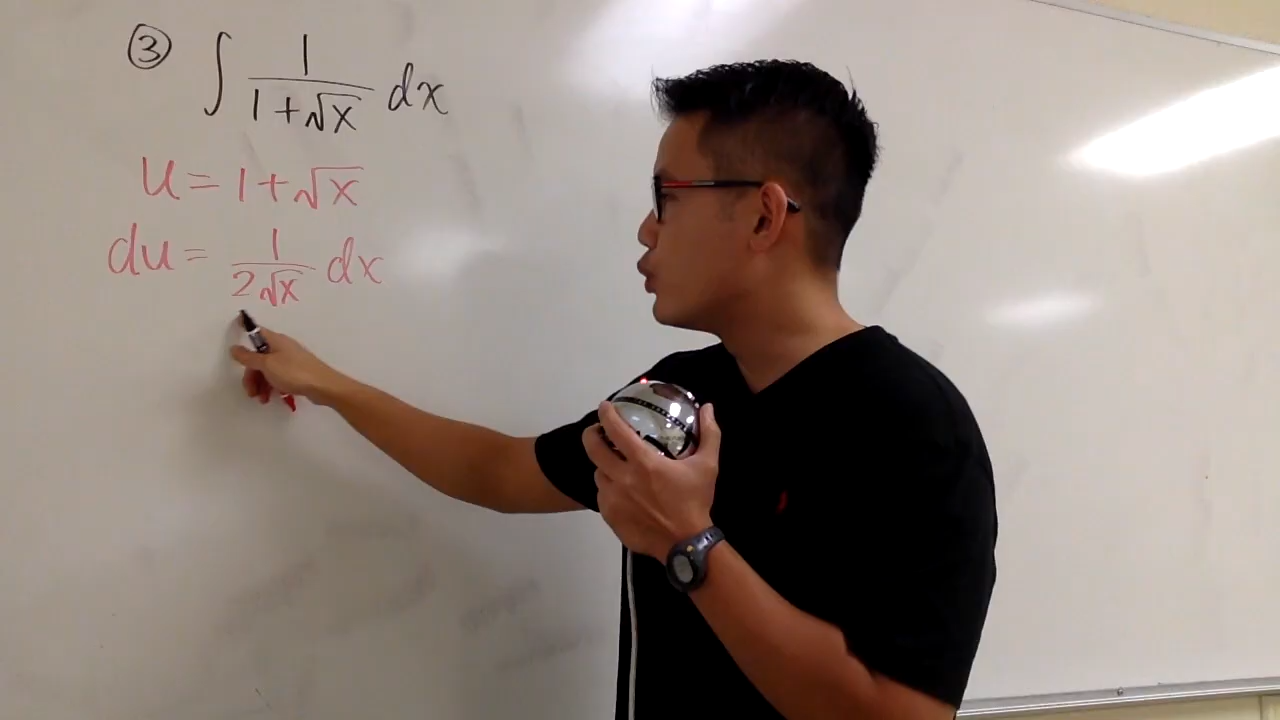 ③ ∫ 1/(1+√x) dx
u = 1+√x
du = 1/(2√x) dx